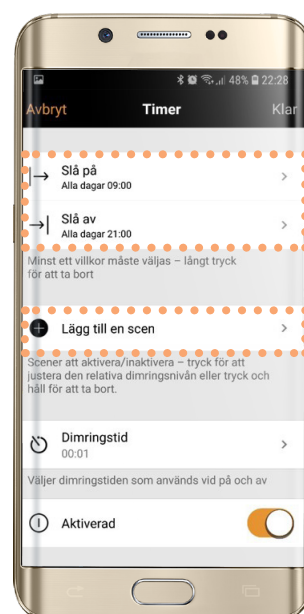 48% 22:28
Avbryt Timer Klar
Slå på
Alla dagar 09:00
Slå av
Alla dagar 21:00
Minst ett villkor måste väljas – långt tryck
för att ta bort
Lägg till en scen
Scener att aktivera/inaktivera – tryck för att
justera den relativa dimringsnivån eller tryck och
håll för att ta bort.
Dimringstid
00:01
Väljer dimringstiden som används vid på och av
Aktiverad